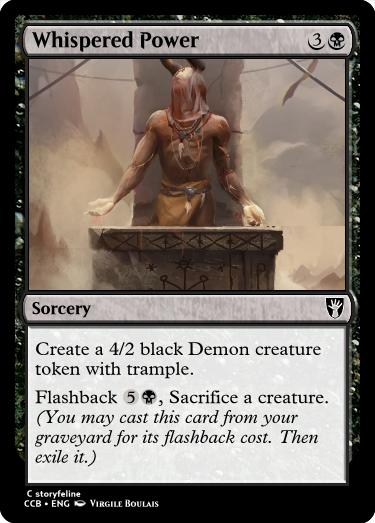 Whispered Power 3
Sorcery
Create a 4/2 black Demon creature
token with trample.
Flashback 5, Sacrifice a creature.
(You may cast this card from your
graveyard for its flashback cost. Then
exile it.)
C storyfeline
CCB • ENG Virgile Boulais